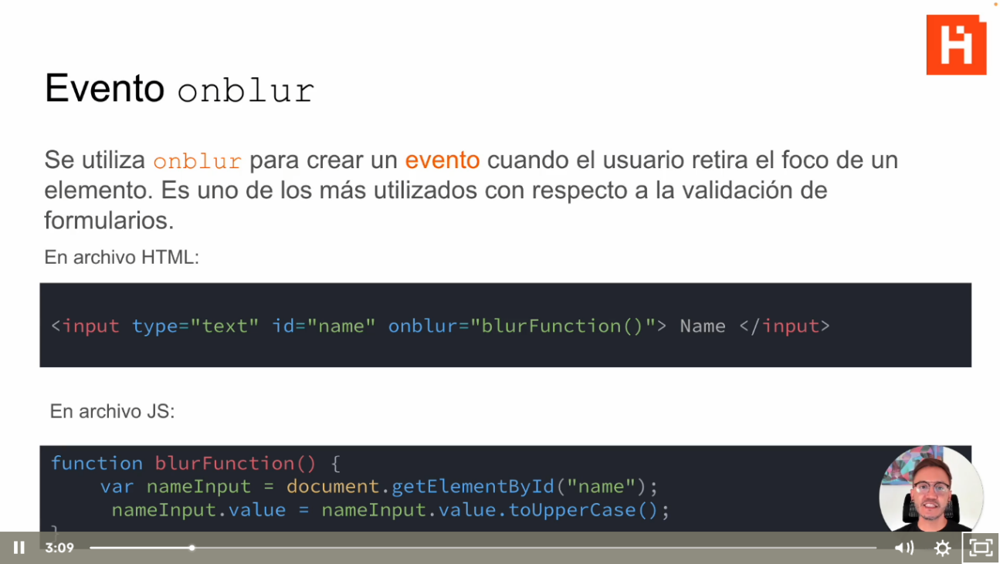 H
Evento onblur
Se utiliza onblur para crear un evento cuando el usuario retira el foco de un
elemento. Es uno de los más utilizados con respecto a la validación de
formularios.
En archivo HTML:
<input type="text" id="name" onblur="blurFunction()"> Name </input>
En archivo JS:
function blurFunction() {
var nameInput = document.getElementById("name");
nameInput.value = nameInput.value.toUpperCase();
}
3:09